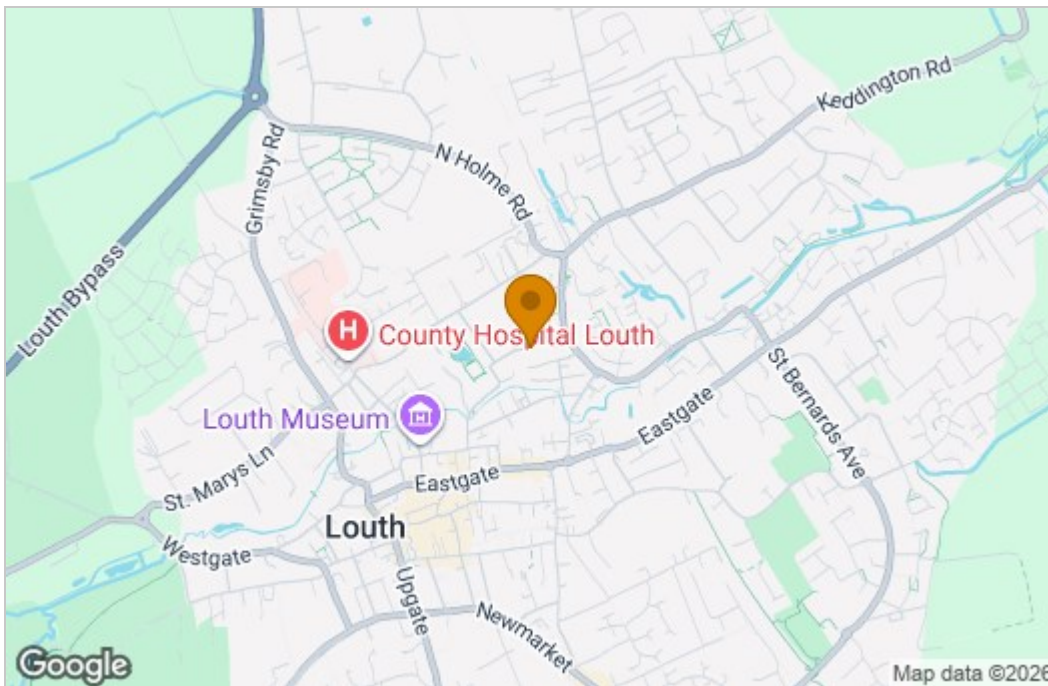 Keddington Rd
N Holme Rd
Grimsby Rd
Louth Bypass
H
County Hospital Louth
Louth Museum
St Bernards Ave
Eastgate
St. Marys Ln
Eastgate
Louth
Westgate
Upgate
Newmarket
Google
Map data ©2026